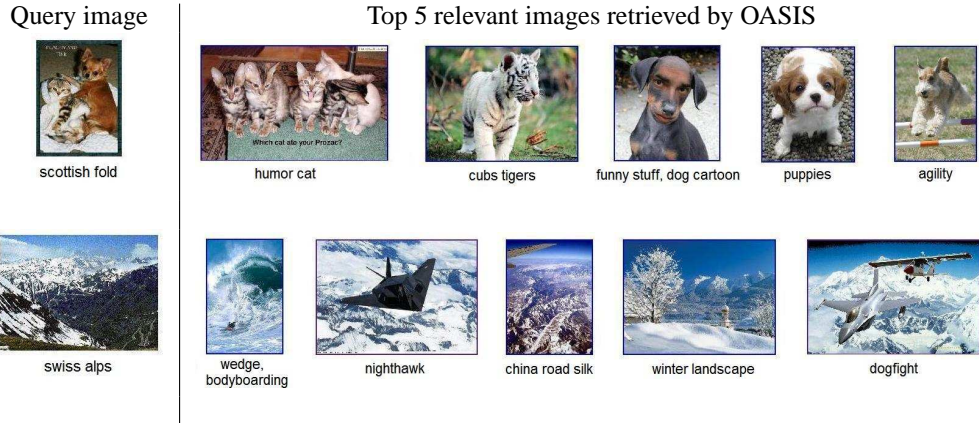 Query image
Top 5 relevant images retrieved by OASIS
Which cat ate your Prozac?
scottish fold
humor cat
cubs tigers
funny stuff, dog cartoon
puppies
agility
swiss alps
wedge,
bodyboarding
nighthawk
china road silk
winter landscape
dogfight